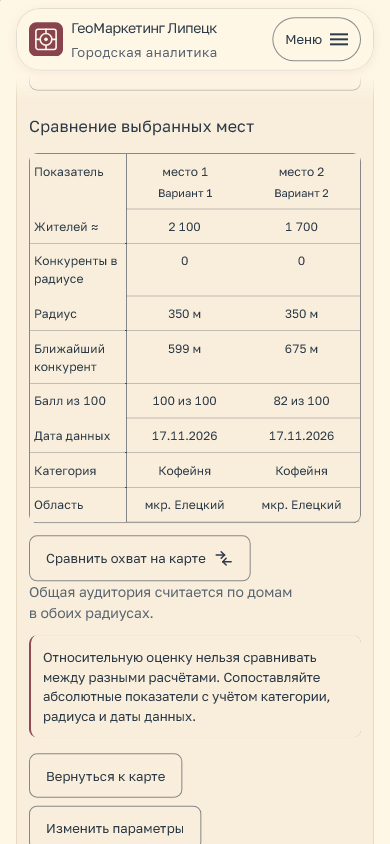 ГеоМаркетинг Липецк
Городская аналитика
Меню
Сравнение выбранных мест
Показатель место 1 место 2
Вариант 1 Вариант 2
Жителей ≈ 2 100 1 700
Конкуренты в 0 0
радиусе
Радиус 350 м 350 м
Ближайший 599 м 675 м
конкурент
Балл из 100 100 из 100 82 из 100
Дата данных 17.11.2026 17.11.2026
Категория Кофейня Кофейня
Область мкр. Елецкий мкр. Елецкий
Сравнить охват на карте
Общая аудитория считается по домам
в обоих радиусах.
Относительную оценку нельзя сравнивать
между разными расчётами. Сопоставляйте
абсолютные показатели с учётом категории,
радиуса и даты данных.
Вернуться к карте
Изменить параметры